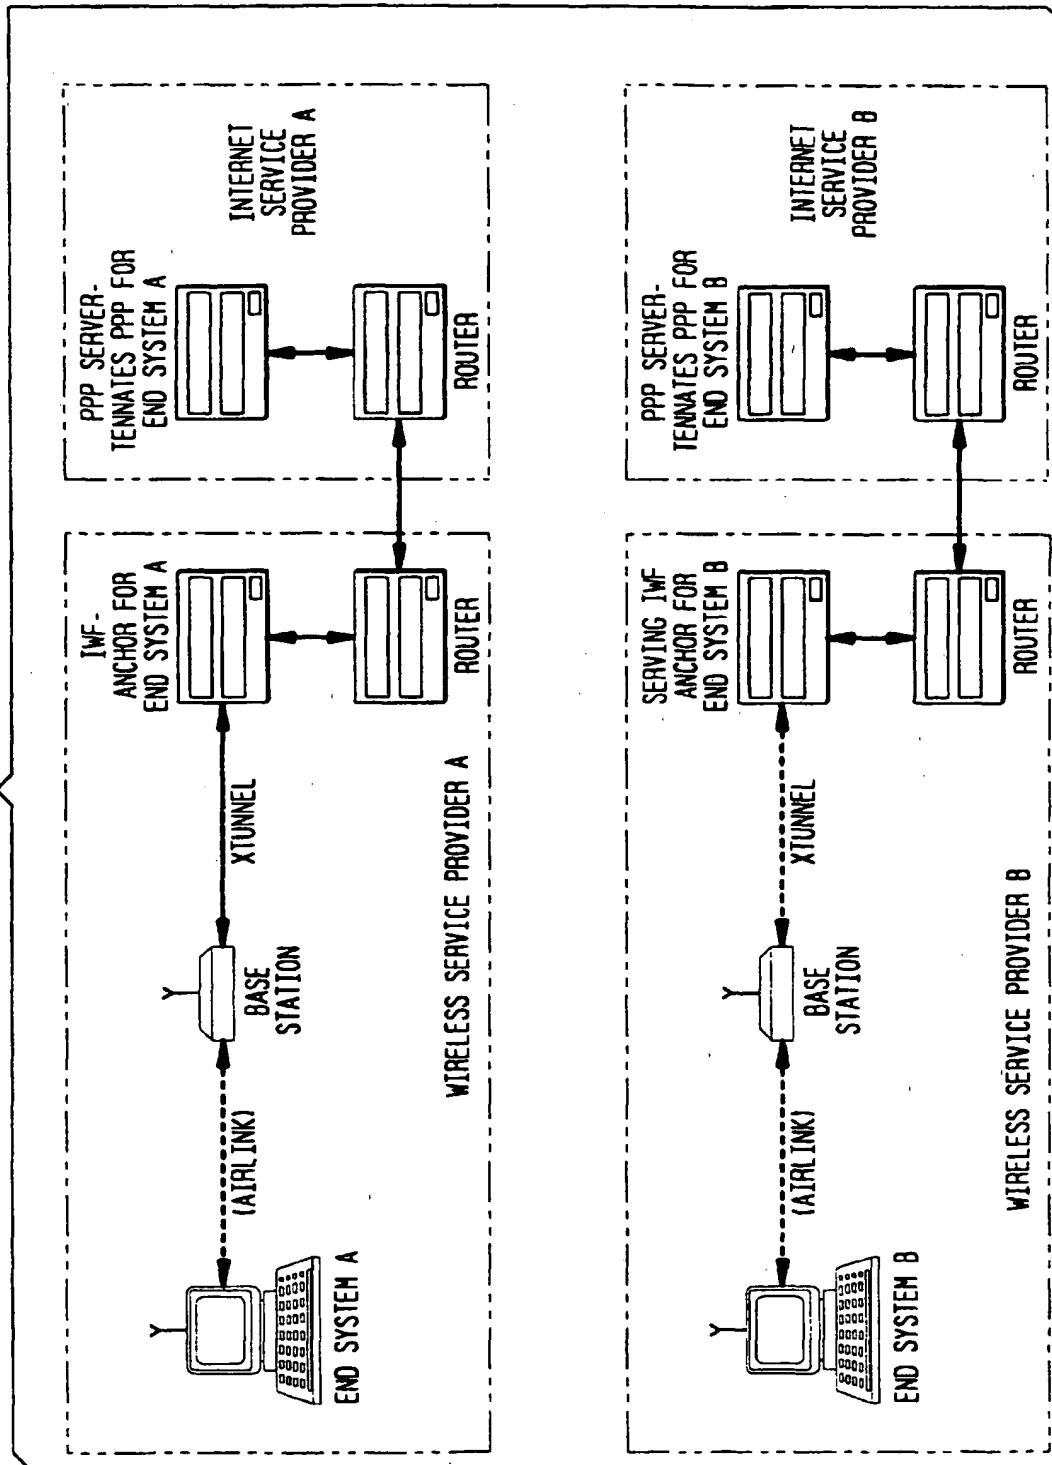 END SYSTEM A
(AIRLINK)
BASE
STATION
XTUNNEL
IWF-
ANCHOR FOR
END SYSTEM A
ROUTER
WIRELESS SERVICE PROVIDER A
PPP SERVER-
TENNATES PPP FOR
END SYSTEM A
ROUTER
INTERNET
SERVICE
PROVIDER A
END SYSTEM B
(AIRLINK)
BASE
STATION
XTUNNEL
SERVING IWF
ANCHOR FOR
END SYSTEM B
ROUTER
WIRELESS SERVICE PROVIDER B
PPP SERVER-
TENNATES PPP FOR
END SYSTEM B
ROUTER
INTERNET
SERVICE
PROVIDER B